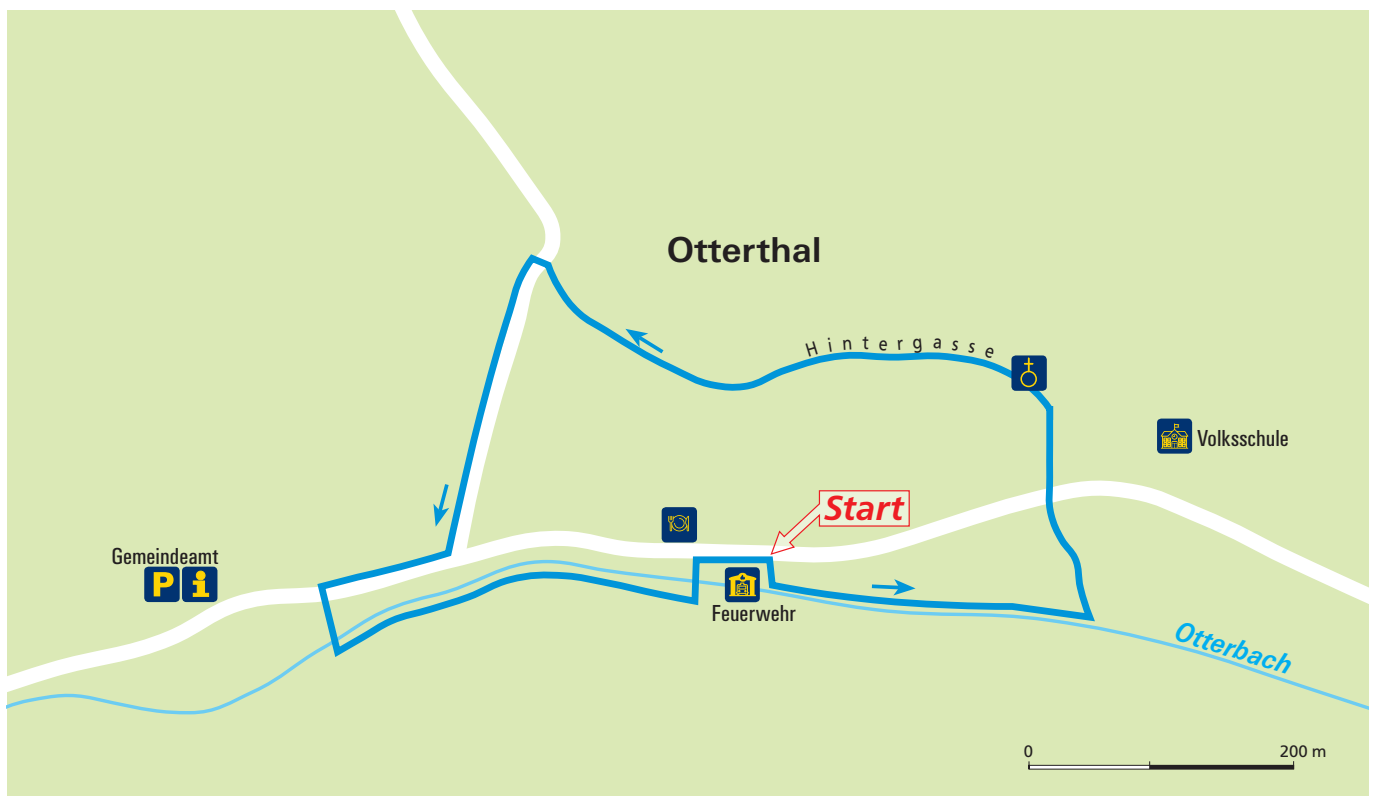 Otterthal
Hintergasse
Volksschule
Start
Gemeindeamt
P i
Feuerwehr
Otterbach
0 200 m